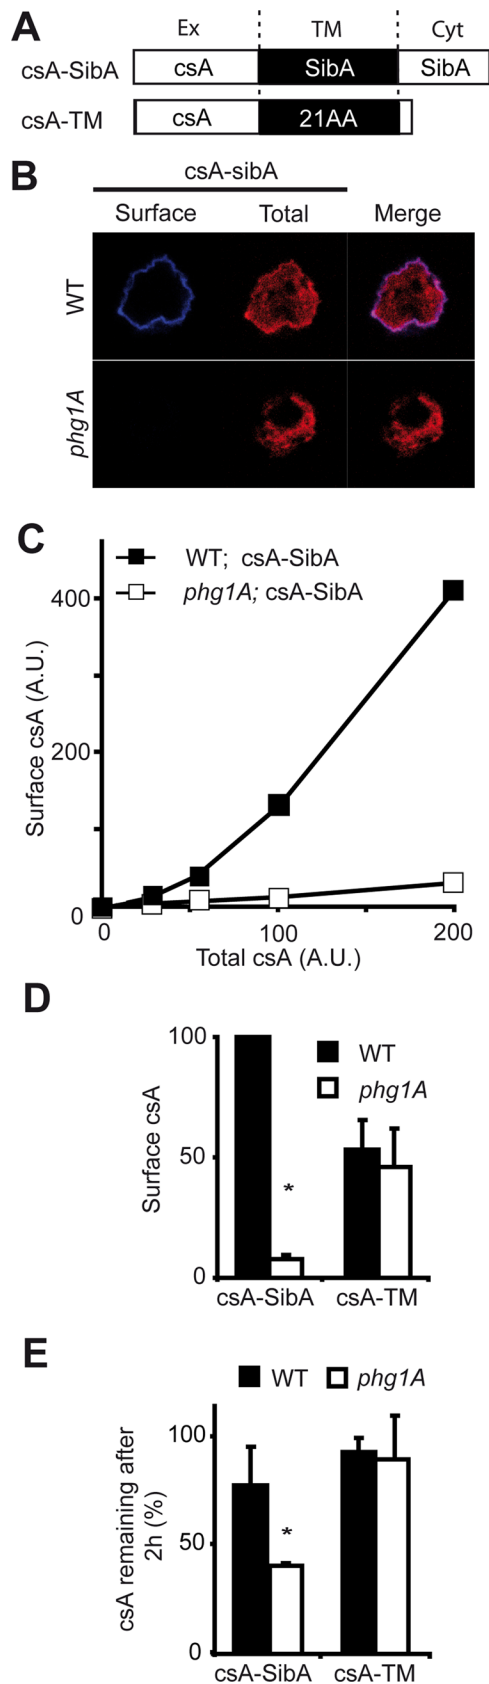 A
Ex TM Cyt
csA-SibA csA SibA SibA
csA-TM csA 21AA
B
csA-sibA
Surface Total Merge
WT
phg1A
C
WT; csA-SibA
phg1A; csA-SibA
Surface csA (A.U.)
400
200
0
0 100 200
Total csA (A.U.)
D
WT
phg1A
Surface csA
100
50
0
*
csA-SibA csA-TM
E
WT phg1A
csA remaining after
2h (%)
100
50
0
*
csA-SibA csA-TM